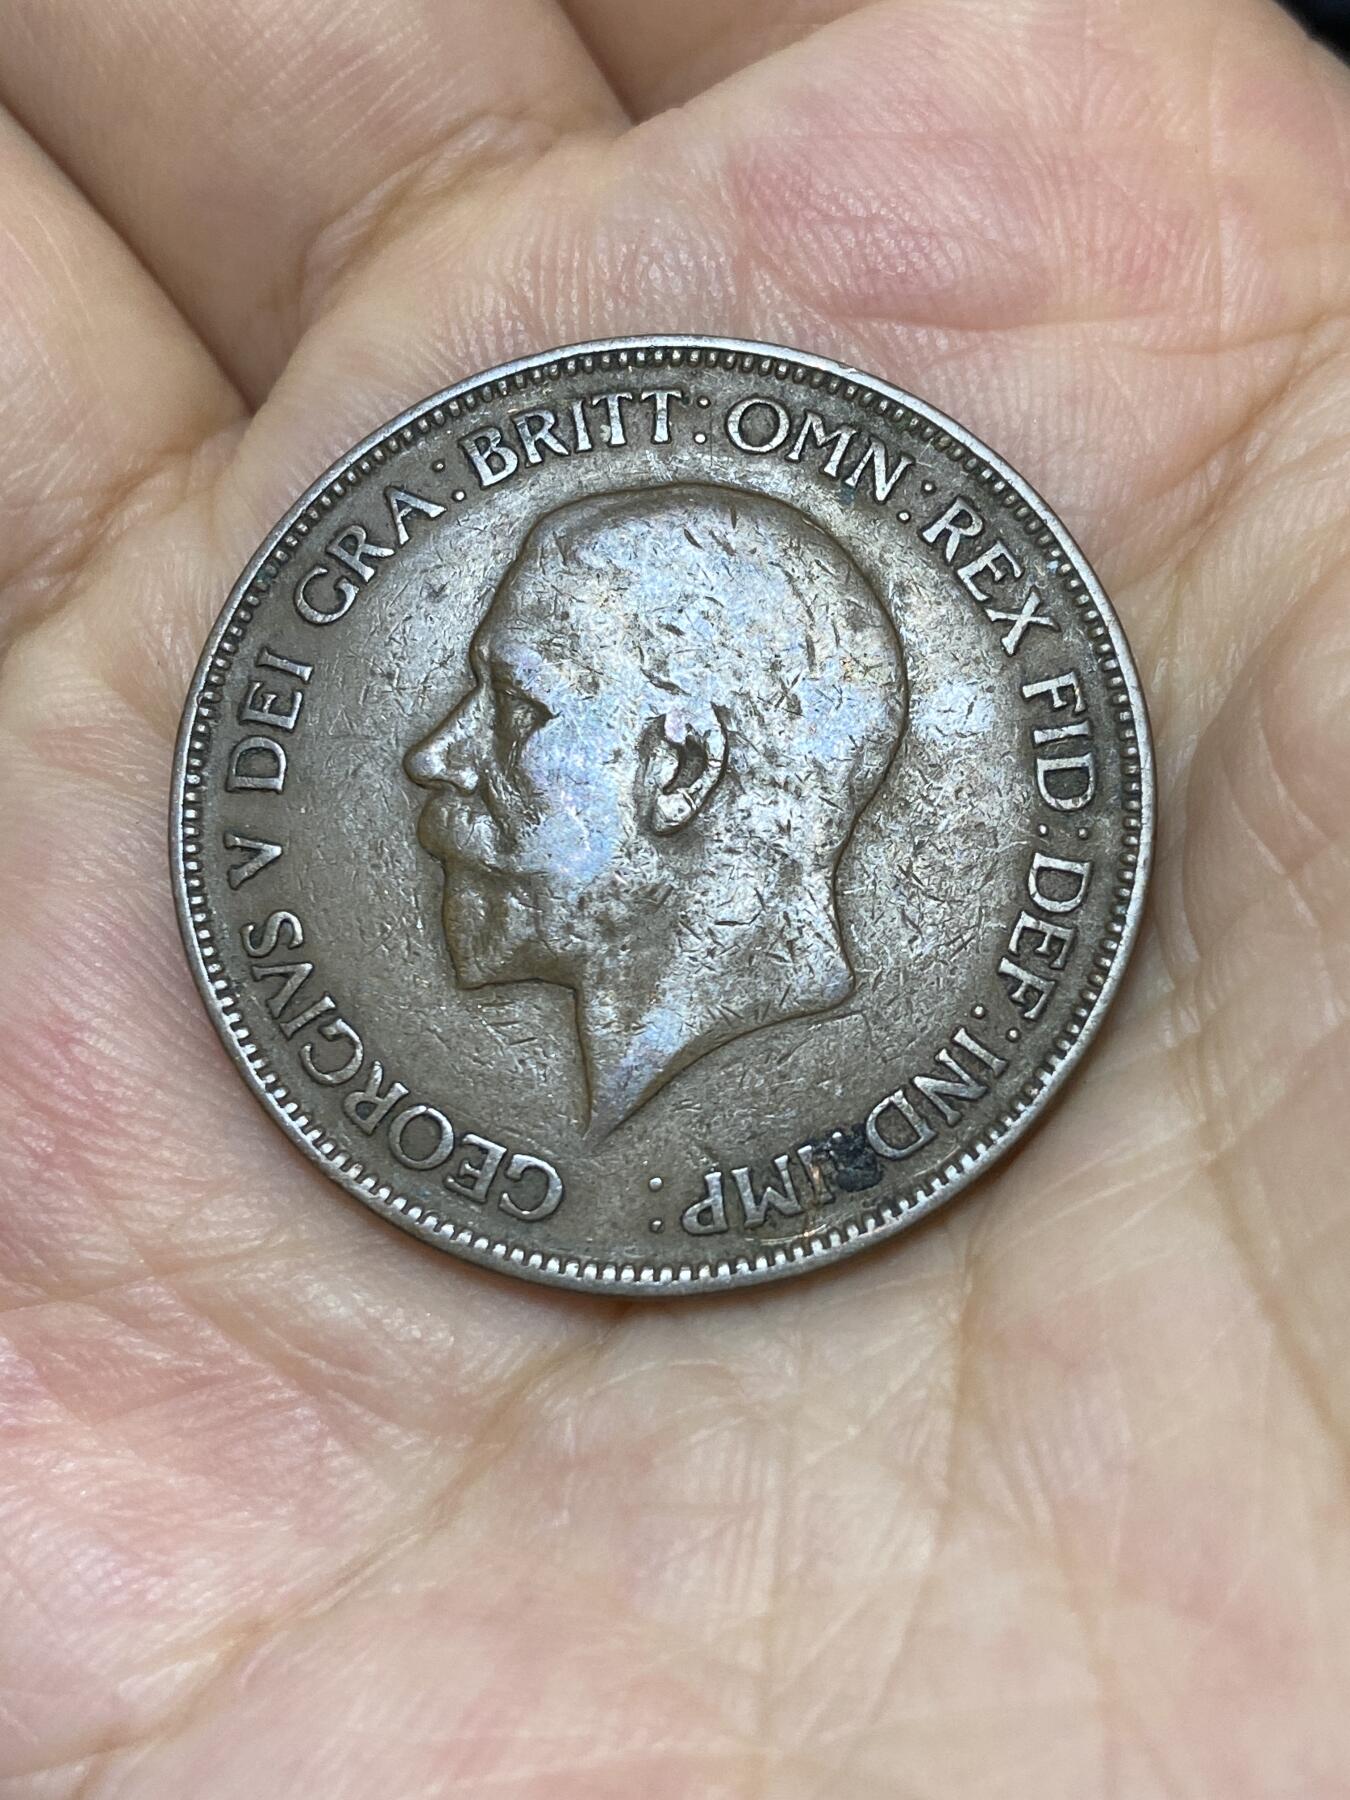 GEORGIVS V DEI GRA: BRITT: OMN: REX FID: DEF: IND: IMP: